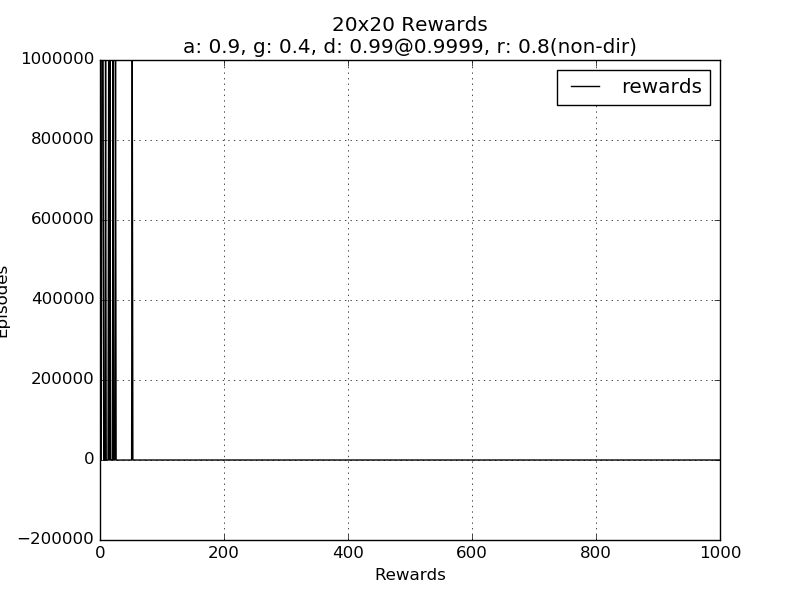 20x20 Rewards
a: 0.9, g: 0.4, d: 0.99@0.9999, r: 0.8(non-dir)
1000000
rewards
800000
600000
400000
Episodes
200000
0
−200000
0 200 400 600 800 1000
Rewards